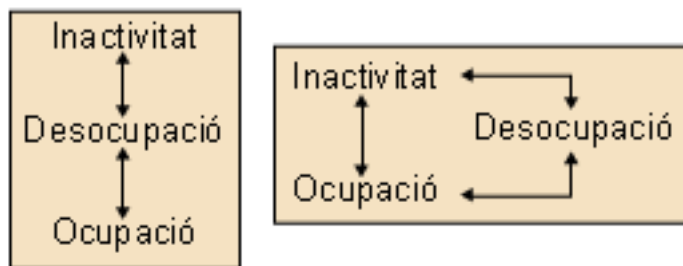 Inactivitat
Desocupació
Ocupació
Inactivitat
Desocupació
Ocupació